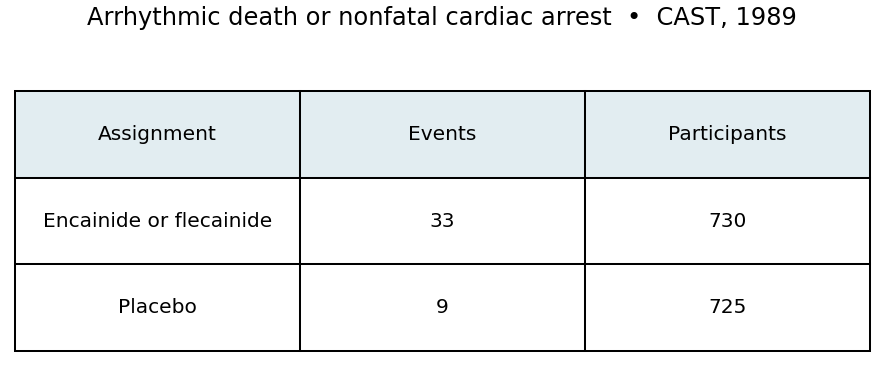 Arrhythmic death or nonfatal cardiac arrest • CAST, 1989
Assignment Events Participants
Encainide or flecainide 33 730
Placebo 9 725